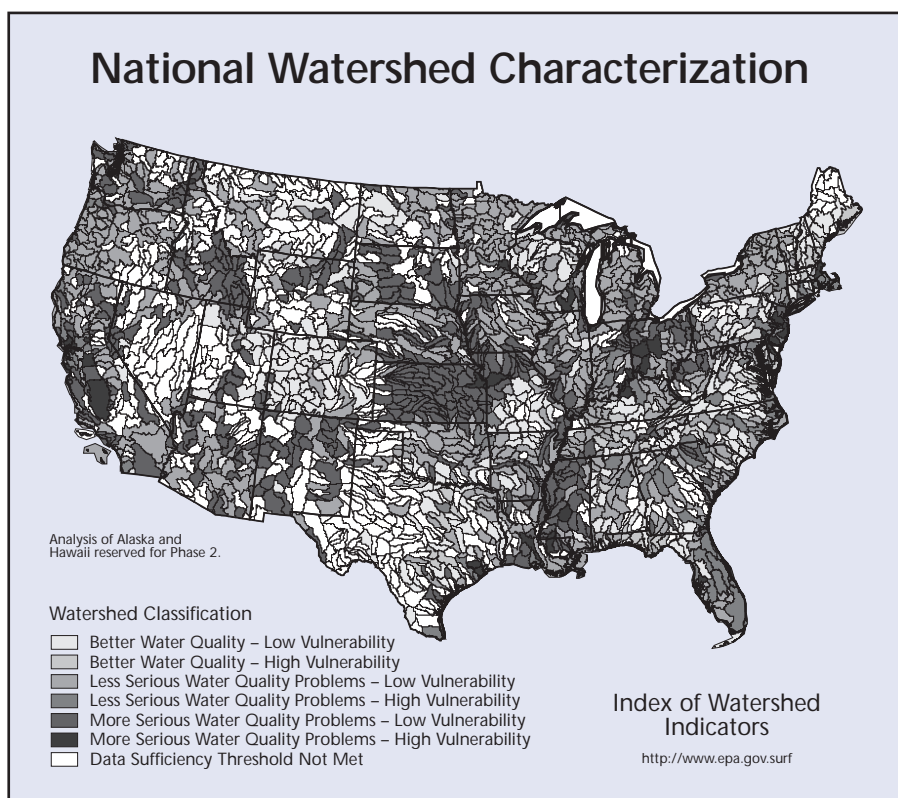 National Watershed Characterization
Analysis of Alaska and
Hawaii reserved for Phase 2.
Watershed Classification
Better Water Quality – Low Vulnerability
Better Water Quality – High Vulnerability
Less Serious Water Quality Problems – Low Vulnerability
Less Serious Water Quality Problems – High Vulnerability
More Serious Water Quality Problems – Low Vulnerability
More Serious Water Quality Problems – High Vulnerability
Data Sufficiency Threshold Not Met
Index of Watershed
Indicators
http://www.epa.gov.surf